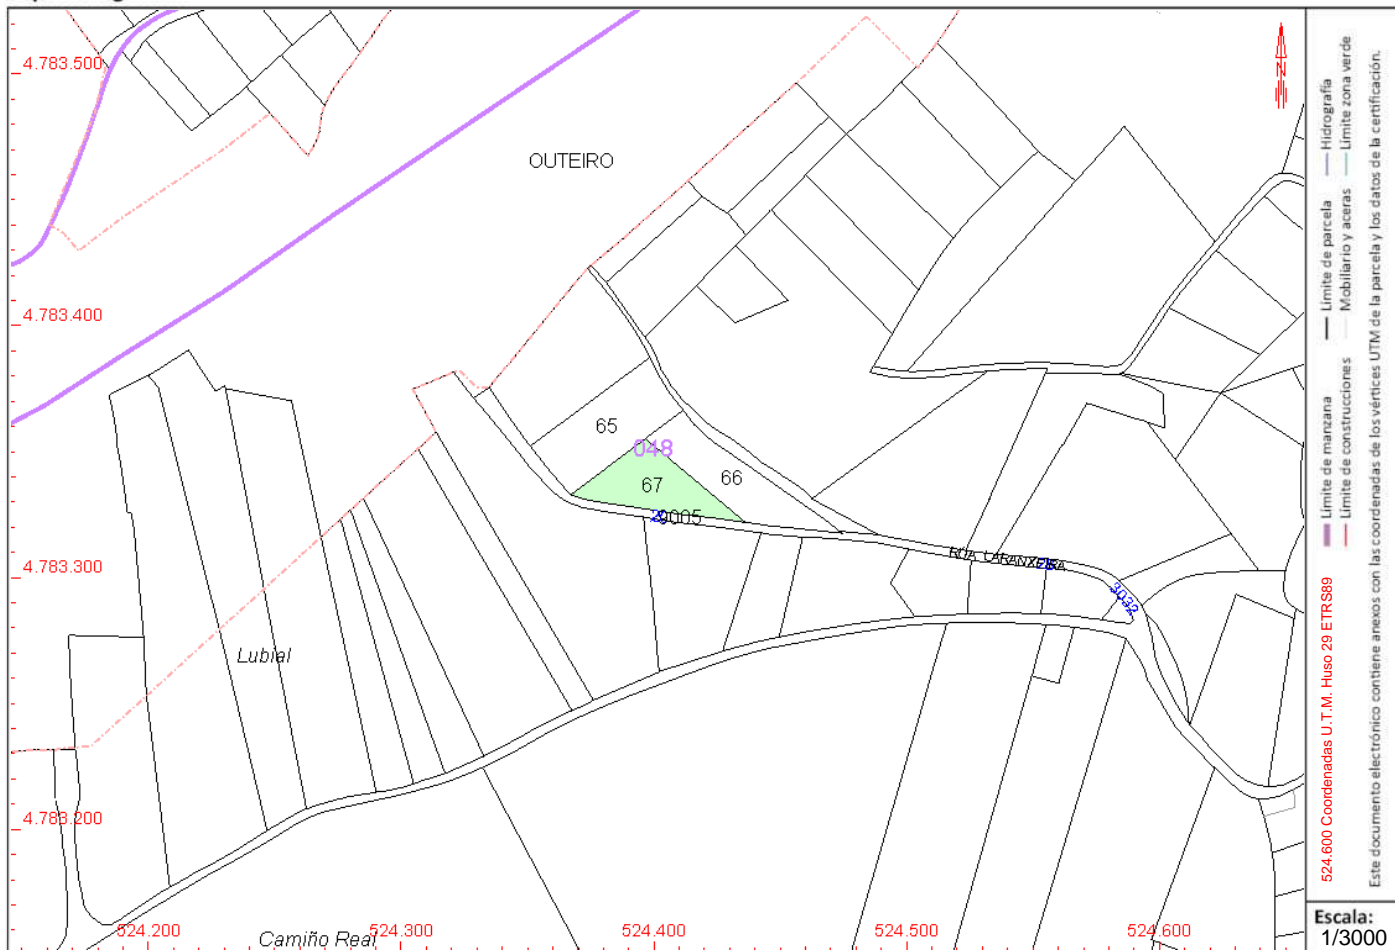 4.783.500
OUTEIRO
4.783.400
65
048
67
66
9005
RÚA LARANXEIRA
4.783.300
3032
Lubial
4.783.200
524.200
Camiño Real
524.300
524.400
524.500
524.600
N
Hidrografía
Límite zona verde
Límite de parcela
Mobiliario y aceras
Límite de manzana
Límite de construcciones
524.600 Coordenadas U.T.M. Huso 29 ETRS89
Este documento electrónico contiene anexos con las coordenadas de los vértices UTM de la parcela y los datos de la certificación.
Escala:
1/3000